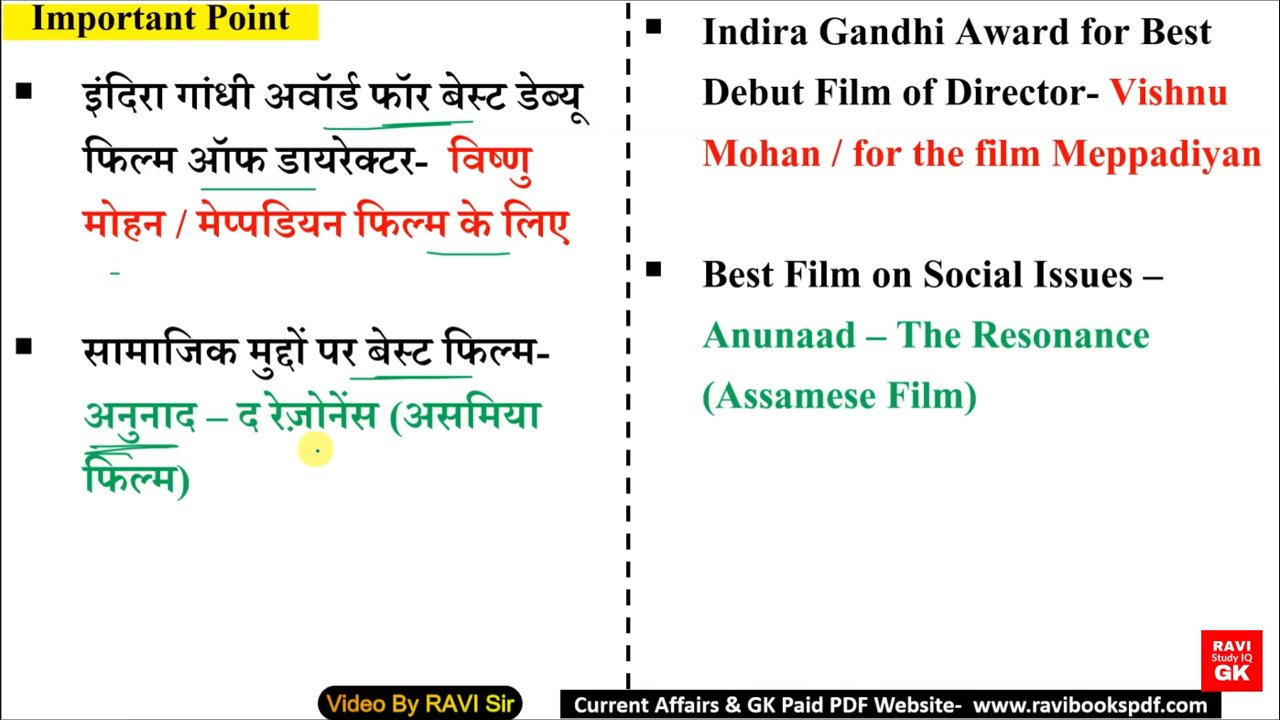 Important Point
▪ इंदिरा गांधी अवॉर्ड फॉर बेस्ट डेब्यू
फिल्म ऑफ डायरेक्टर- विष्णु
मोहन / मेप्पडियन फिल्म के लिए
▪ सामाजिक मुद्दों पर बेस्ट फिल्म-
अनुनाद – द रेज़ोनेंस (असमिया
फिल्म)
▪ Indira Gandhi Award for Best
Debut Film of Director- Vishnu
Mohan / for the film Meppadiyan
▪ Best Film on Social Issues –
Anunaad – The Resonance
(Assamese Film)
RAVI
Study IQ
GK
Video By RAVI Sir
Current Affairs & GK Paid PDF Website- www.ravibookspdf.com